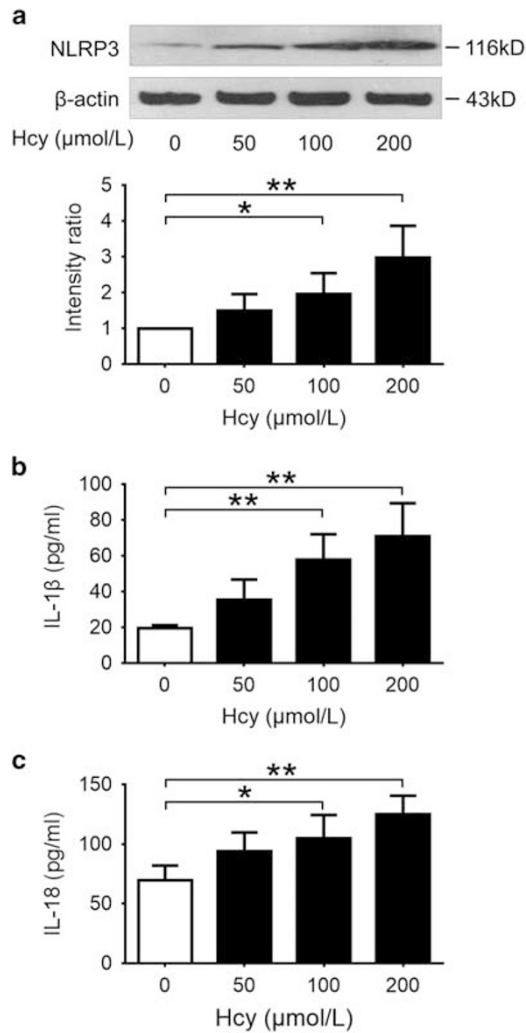 a
NLRP3 – 116kD
β-actin – 43kD
Hcy (μmol/L) 0 50 100 200
**
*
Intensity ratio
5
4
3
2
1
0
0 50 100 200
Hcy (μmol/L)
b
**
**
IL-1β (pg/ml)
100
80
60
40
20
0
0 50 100 200
Hcy (μmol/L)
c
**
*
IL-18 (pg/ml)
150
100
50
0
0 50 100 200
Hcy (μmol/L)